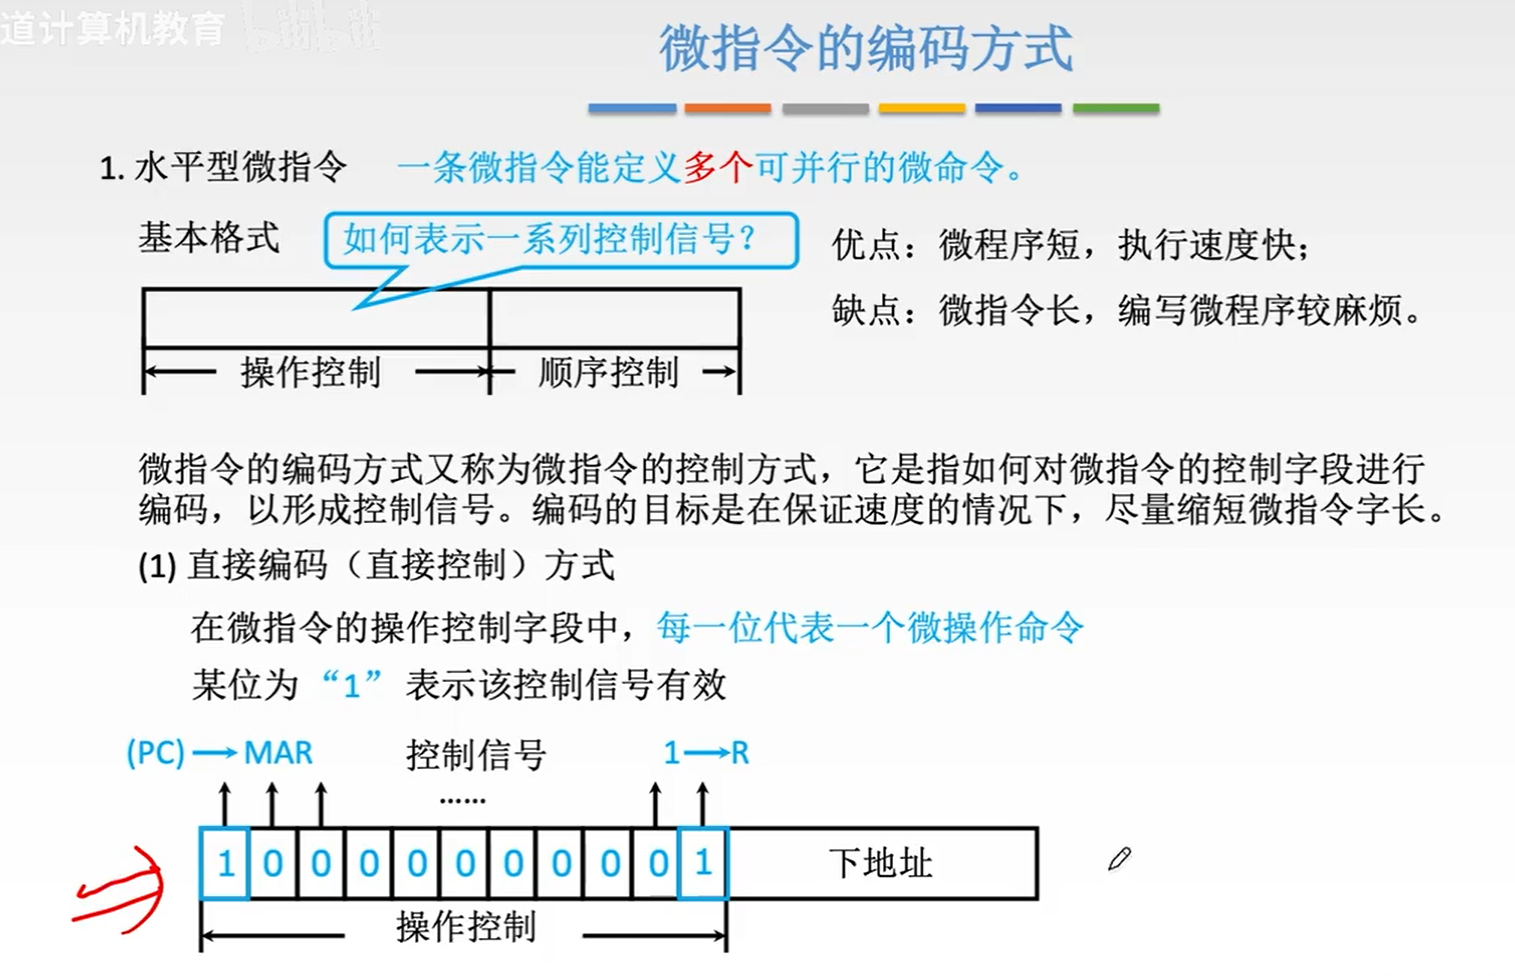 道计算机教育 bilibili
微指令的编码方式
1. 水平型微指令 一条微指令能定义多个可并行的微命令。
基本格式 如何表示一系列控制信号？
优点：微程序短，执行速度快；
缺点：微指令长，编写微程序较麻烦。
操作控制 顺序控制
微指令的编码方式又称为微指令的控制方式，它是指如何对微指令的控制字段进行
编码，以形成控制信号。编码的目标是在保证速度的情况下，尽量缩短微指令字长。
(1) 直接编码（直接控制）方式
在微指令的操作控制字段中，每一位代表一个微操作命令
某位为“1”表示该控制信号有效
(PC) → MAR 控制信号 1 → R
……
1 0 0 0 0 0 0 0 0 0 1 下地址
操作控制